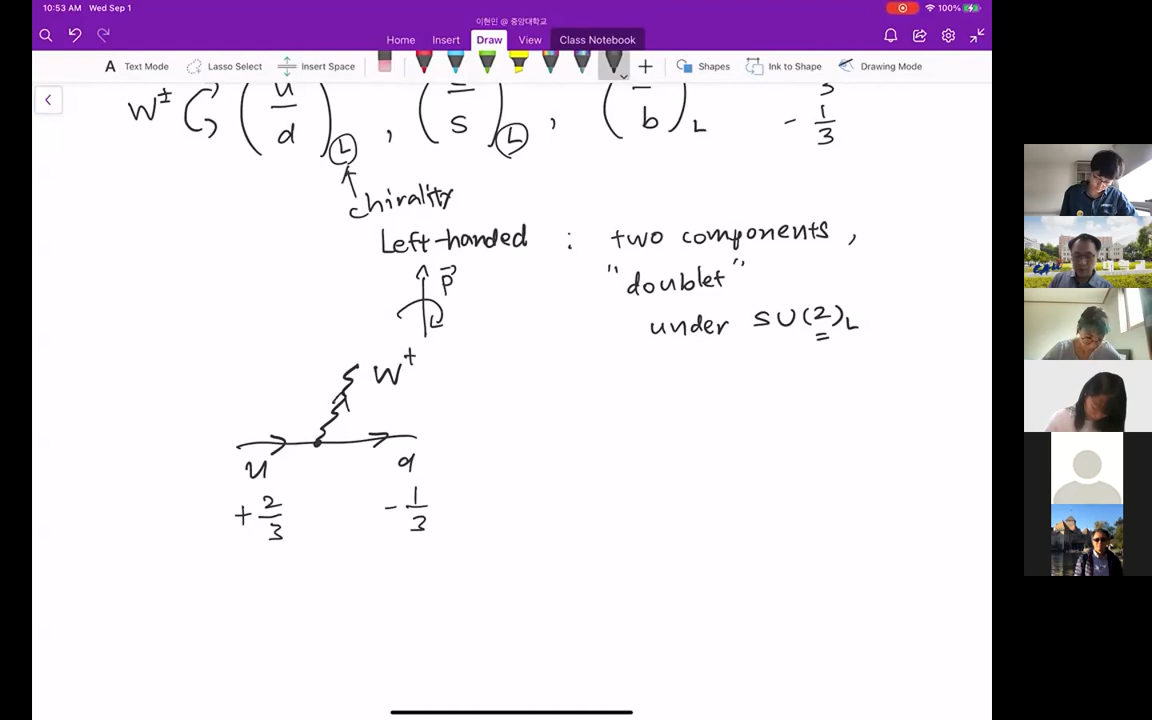 10:53 AM Wed Sep 1
100%
이현민 @ 중앙대학교
Home Insert Draw View Class Notebook
A Text Mode Lasso Select Insert Space Shapes Ink to Shape Drawing Mode
W± ( u d )L , ( s )L , ( b )L - 1/3
chirality
Left-handed : two components ,
P⃗ "doublet"
under SU(2)L
W+
u d
+ 2/3 - 1/3